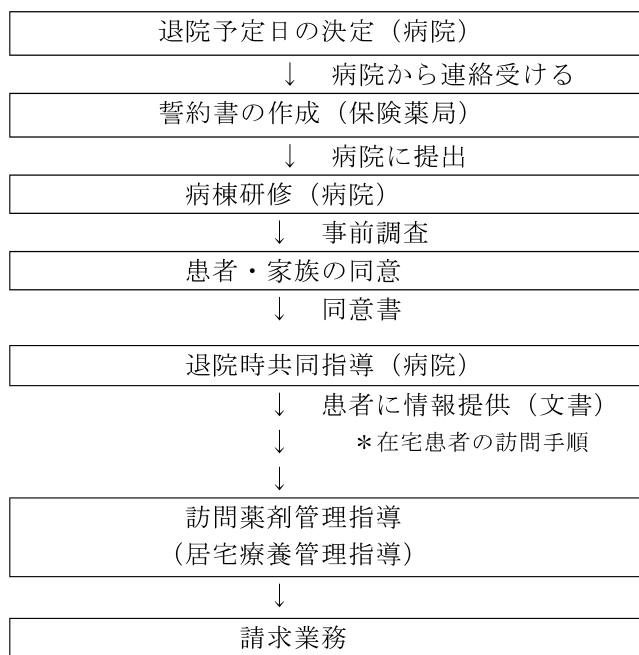 退院予定日の決定（病院）
↓ 病院から連絡受ける
誓約書の作成（保険薬局）
↓ 病院に提出
病棟研修（病院）
↓ 事前調査
患者・家族の同意
↓ 同意書
退院時共同指導（病院）
↓ 患者に情報提供（文書）
↓ ＊在宅患者の訪問手順
↓
訪問薬剤管理指導
（居宅療養管理指導）
↓
請求業務